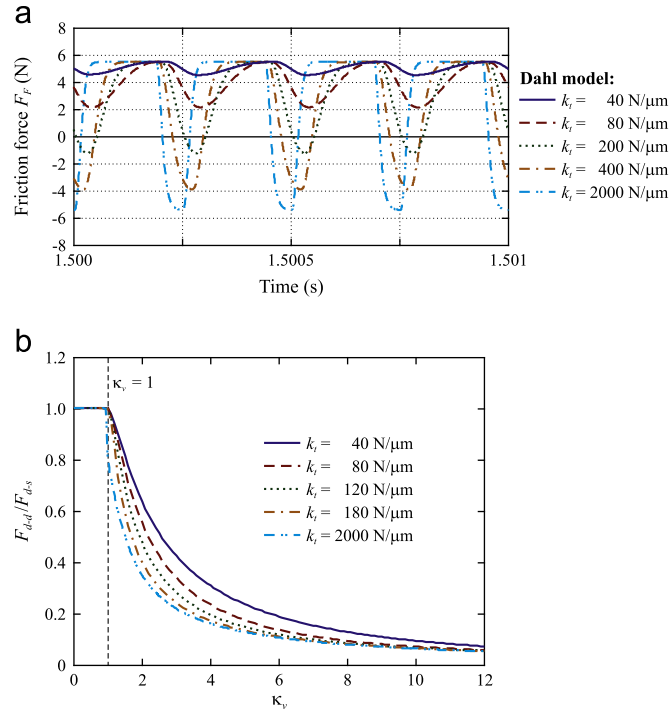 a
Friction force F_F (N)
8
6
4
2
0
-2
-4
-6
-8
1.500
1.5005
1.501
Time (s)
Dahl model:
k_t = 40 N/μm
k_t = 80 N/μm
k_t = 200 N/μm
k_t = 400 N/μm
k_t = 2000 N/μm
b
F_{d-d}/F_{d-s}
1.2
1.0
0.8
0.6
0.4
0.2
0
κ_v = 1
k_t = 40 N/μm
k_t = 80 N/μm
k_t = 120 N/μm
k_t = 180 N/μm
k_t = 2000 N/μm
0
2
4
6
8
10
12
κ_v